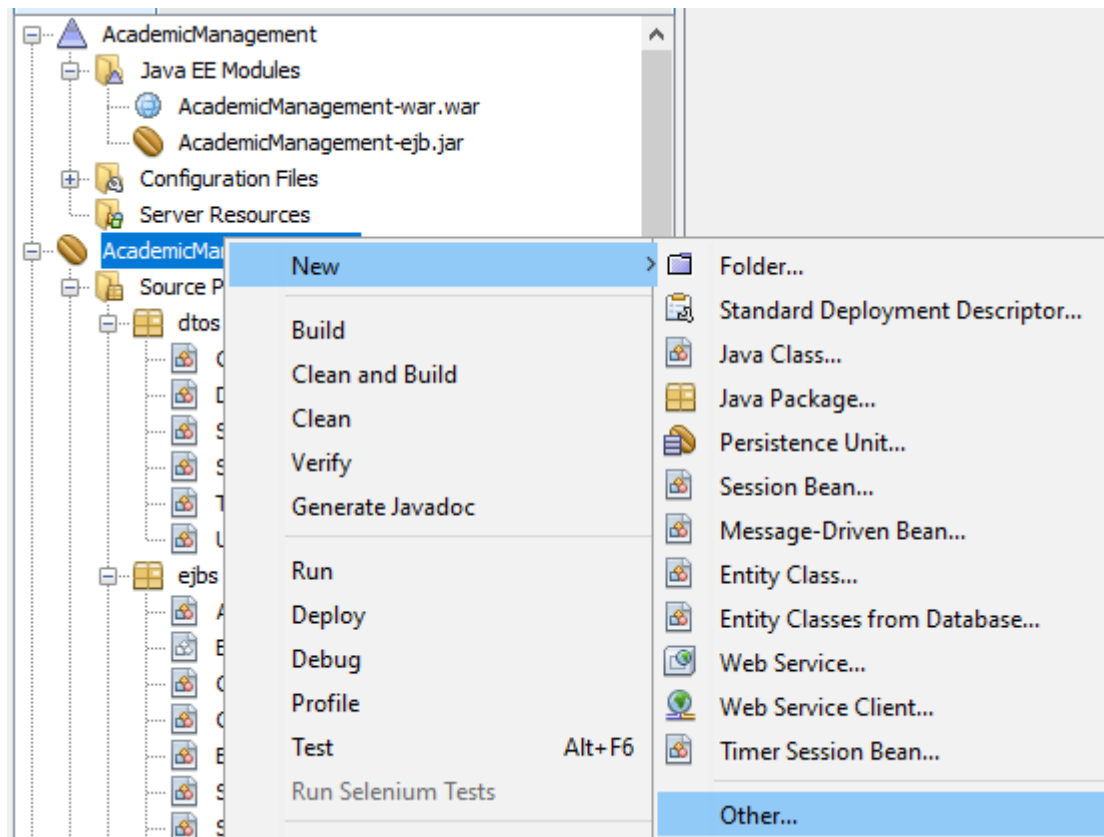 AcademicManagement
Java EE Modules
AcademicManagement-war.war
AcademicManagement-ejb.jar
Configuration Files
Server Resources
Source P
dtos
ejbs
New
Build
Clean and Build
Clean
Verify
Generate Javadoc
Run
Deploy
Debug
Profile
Test Alt+F6
Run Selenium Tests
Folder...
Standard Deployment Descriptor...
Java Class...
Java Package...
Persistence Unit...
Session Bean...
Message-Driven Bean...
Entity Class...
Entity Classes from Database...
Web Service...
Web Service Client...
Timer Session Bean...
Other...